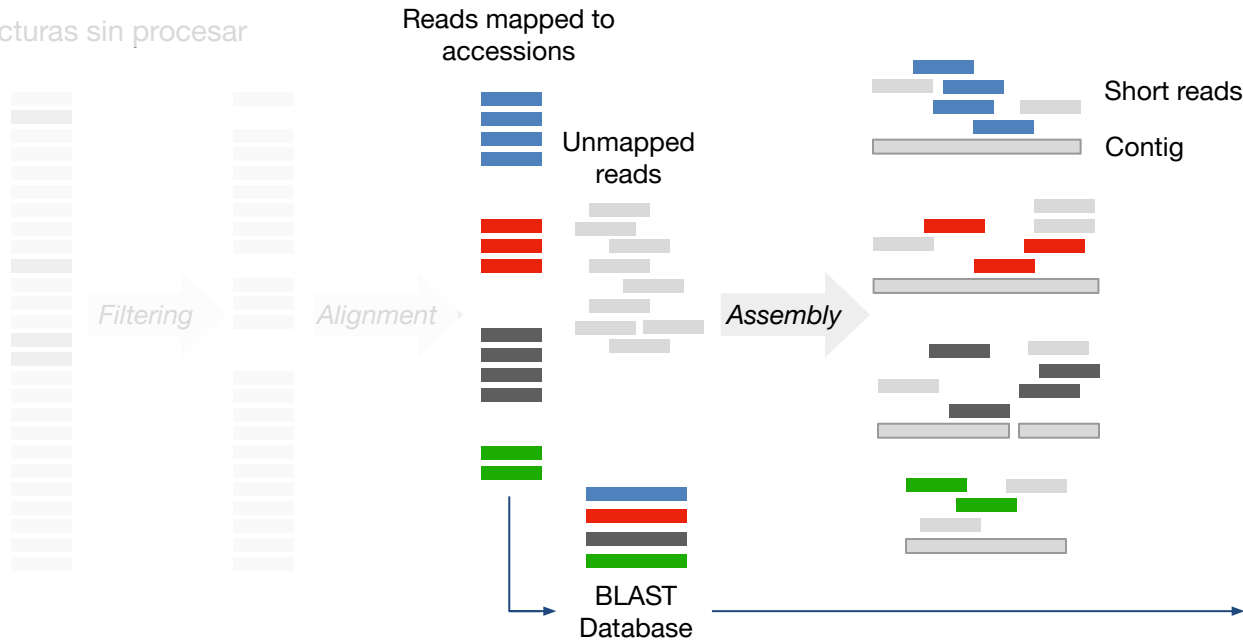 cturas sin procesar
Reads mapped to
accessions
Short reads
Contig
Unmapped
reads
Filtering
Alignment
Assembly
BLAST
Database